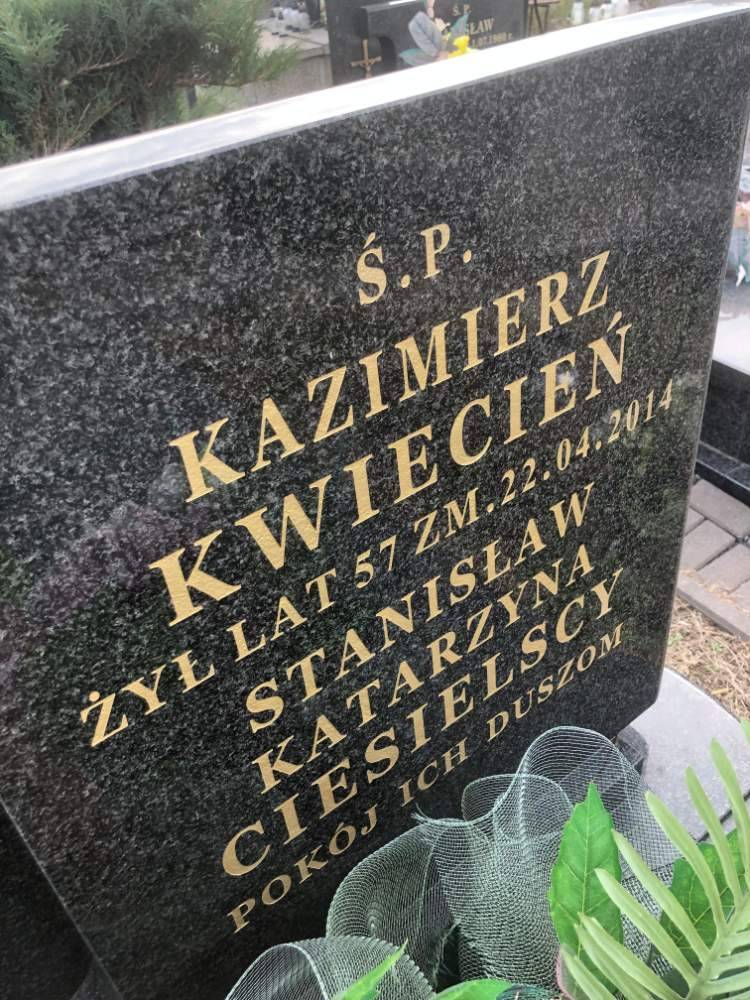 Ś.P.
KAZIMIERZ
KWIECIEŃ
ŻYŁ LAT 57 ZM.22.04.2014
STANISŁAW
KATARZYNA
CIESIELSCY
POKÓJ ICH DUSZOM
Ś.P.